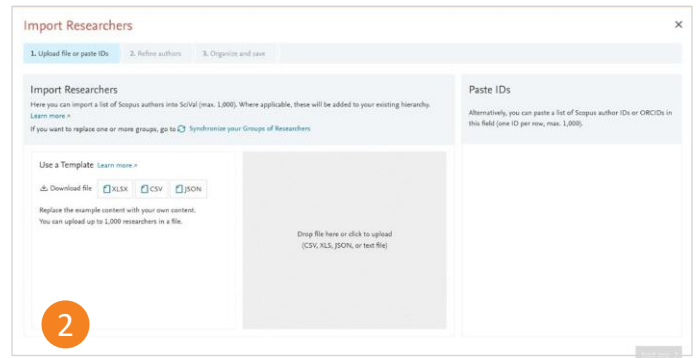 Import Researchers
×
1. Upload file or paste IDs
2. Refine authors
3. Organize and save
Import Researchers
Here you can import a list of Scopus authors into SciVal (max. 1,000). Where applicable, these will be added to your existing hierarchy.
Learn more
If you want to replace one or more groups, go to Synchronize your Groups of Researchers
Use a Template Learn more
Download file XLSX CSV JSON
Replace the example content with your own content.
You can upload up to 1,000 researchers in a file.
Drop file here or click to upload
(CSV, XLS, JSON, or text file)
Paste IDs
Alternatively, you can paste a list of Scopus author IDs or ORCIDs in
this field (one ID per row, max. 1,000).
2